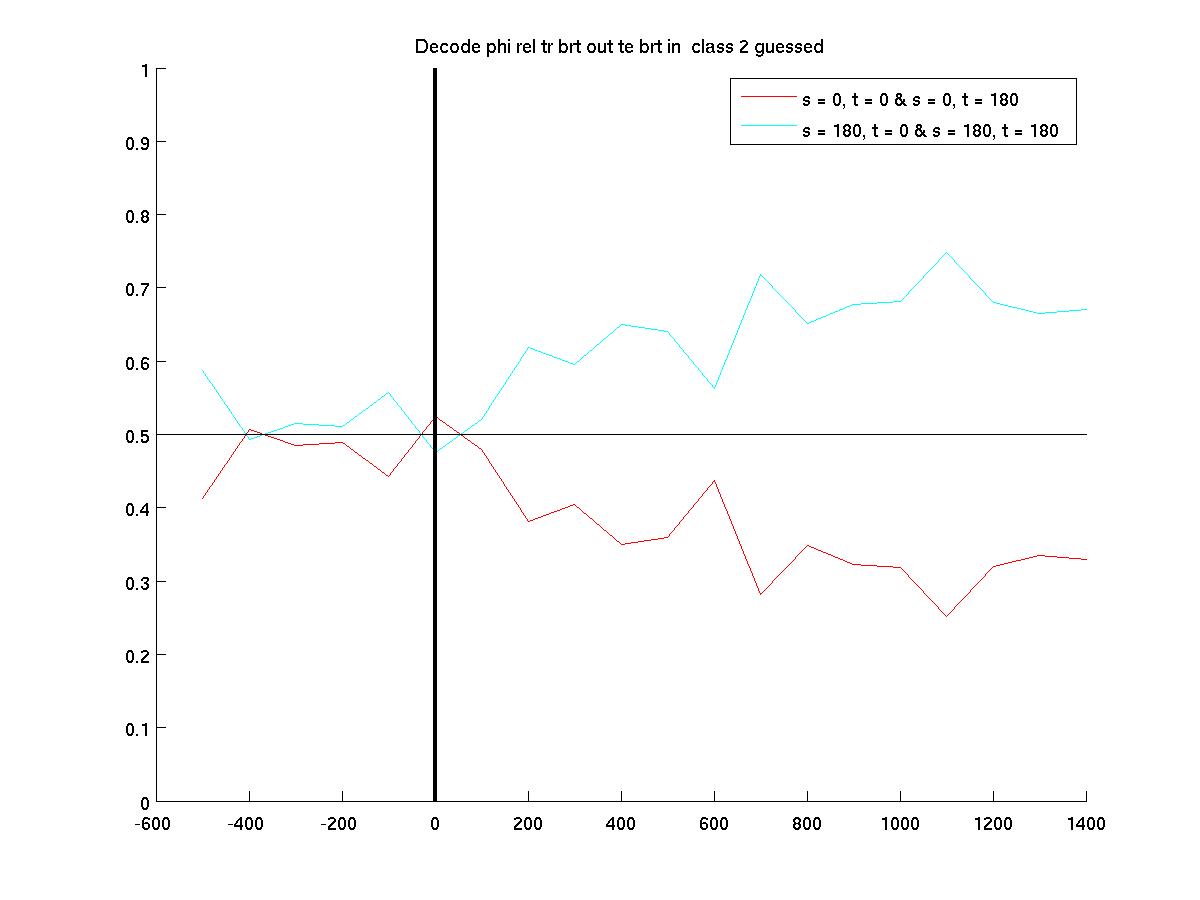 Decode phi rel tr brt out te brt in  class 2 guessed
s = 0, t = 0 & s = 0, t = 180
s = 180, t = 0 & s = 180, t = 180
1
0.9
0.8
0.7
0.6
0.5
0.4
0.3
0.2
0.1
0
-600 -400 -200 0 200 400 600 800 1000 1200 1400